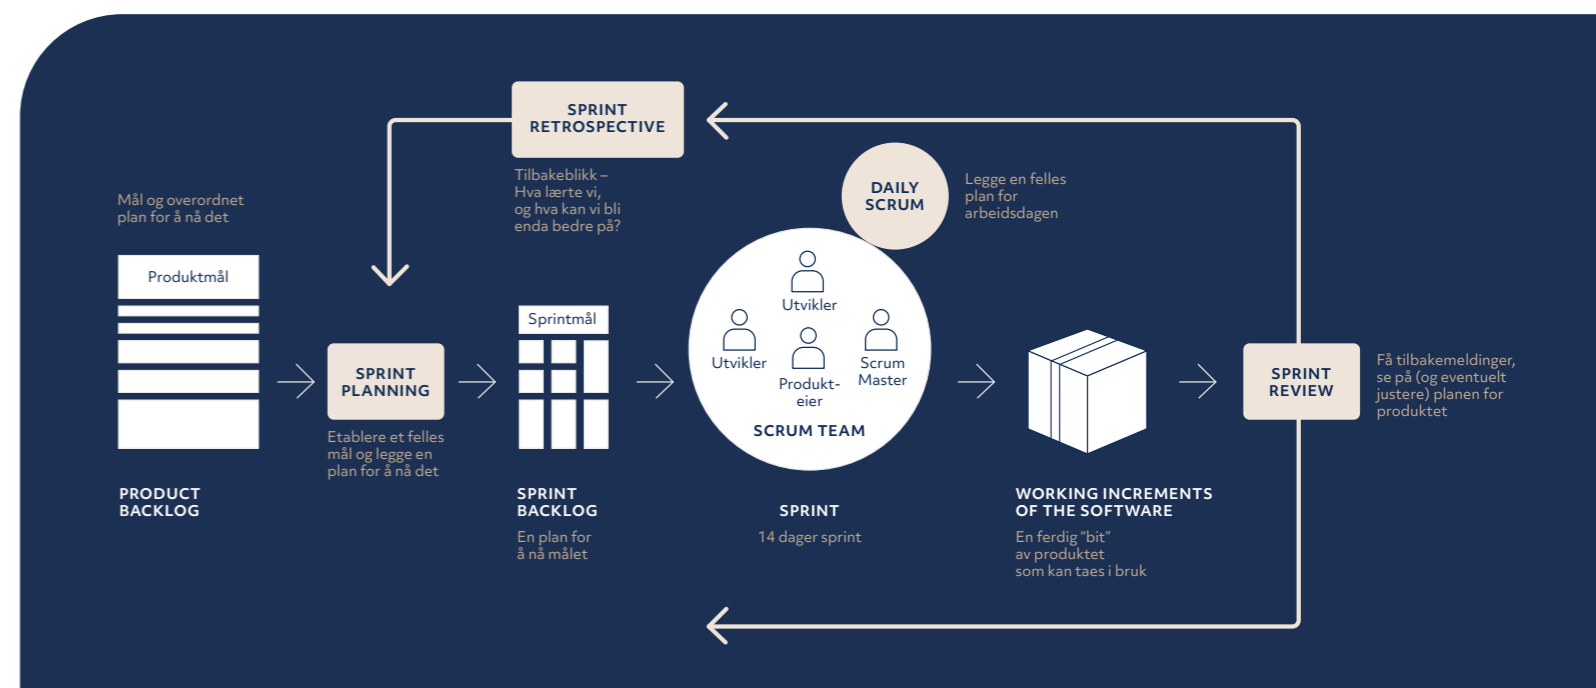 SPRINT
RETROSPECTIVE
Tilbakeblikk –
Hva lærte vi,
og hva kan vi bli
enda bedre på?
DAILY
SCRUM
Legge en felles
plan for
arbeidsdagen
Mål og overordnet
plan for å nå det
Produktmål
PRODUCT
BACKLOG
SPRINT
PLANNING
Etablere et felles
mål og legge en
plan for å nå det
Sprintmål
SPRINT
BACKLOG
En plan for
å nå målet
Utvikler
Utvikler
Produkt-
eier
Scrum
Master
SCRUM TEAM
SPRINT
14 dager sprint
WORKING INCREMENTS
OF THE SOFTWARE
En ferdig “bit”
av produktet
som kan taes i bruk
SPRINT
REVIEW
Få tilbakemeldinger,
se på (og eventuelt
justere) planen for
produktet